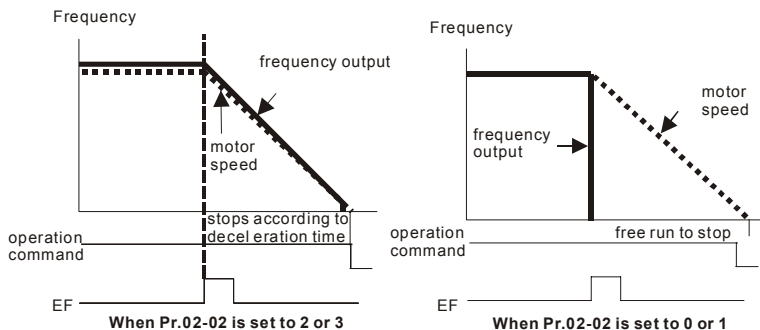 Frequency
frequency output
motor
speed
stops according to
decel eration time
operation
command
EF
When Pr.02-02 is set to 2 or 3
Frequency
motor
speed
frequency
output
free run to stop
operation
command
EF
When Pr.02-02 is set to 0 or 1